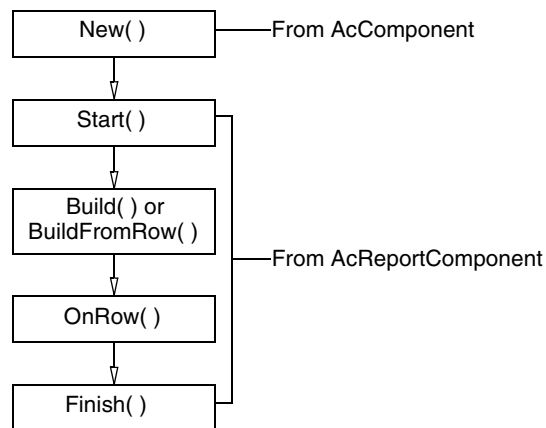 New( )
From AcComponent
Start( )
Build( ) or
BuildFromRow( )
From AcReportComponent
OnRow( )
Finish( )